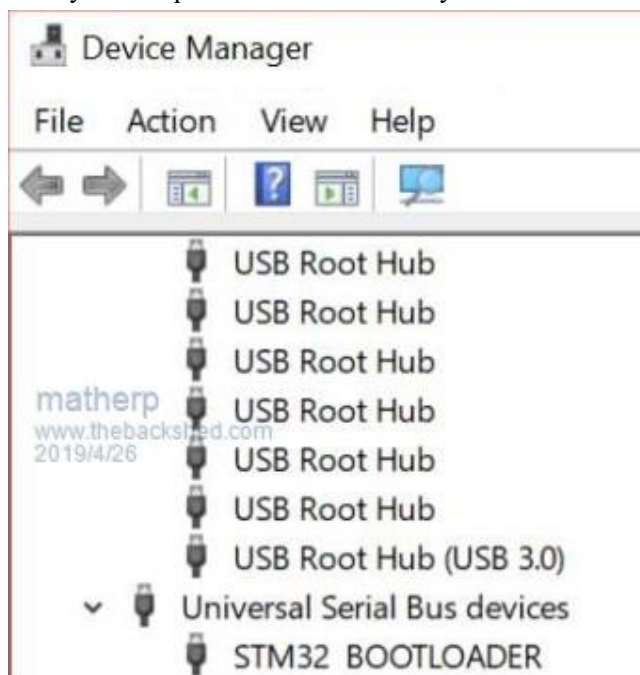 Device Manager
File Action View Help
USB Root Hub
USB Root Hub
USB Root Hub
matherp
USB Root Hub
www.thebackshed.com
2019/4/26
USB Root Hub
USB Root Hub
USB Root Hub (USB 3.0)
Universal Serial Bus devices
STM32 BOOTLOADER